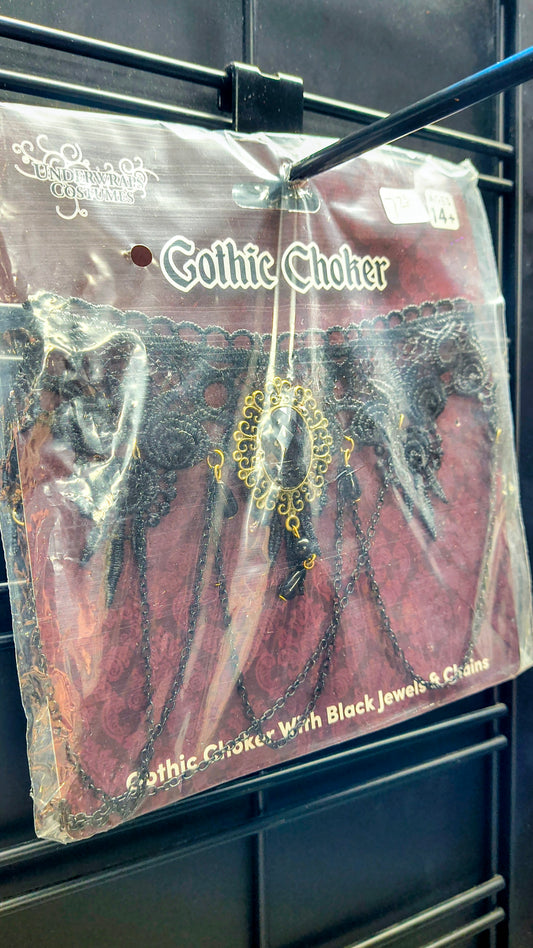 UNDERWRAPS
COSTUMES
AGES
14+
Gothic Choker
Gothic Choker With Black Jewels & Chains